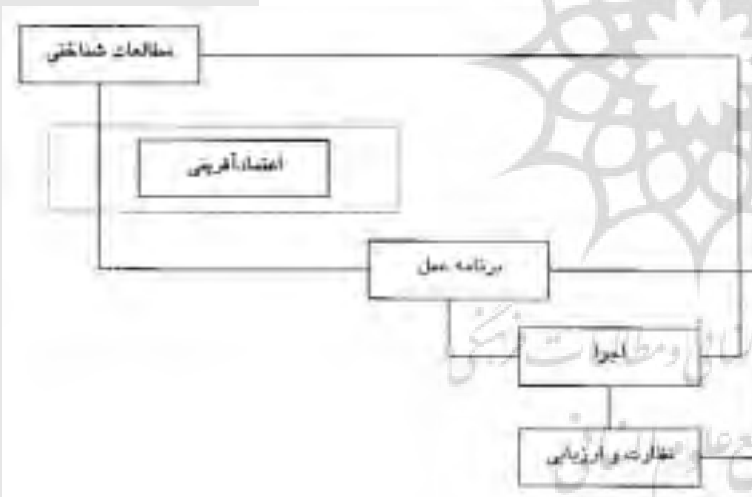 مطالعات شناختی
اعتمادآفرینی
برنامه عمل
اجرا
نظارت و ارزیابی